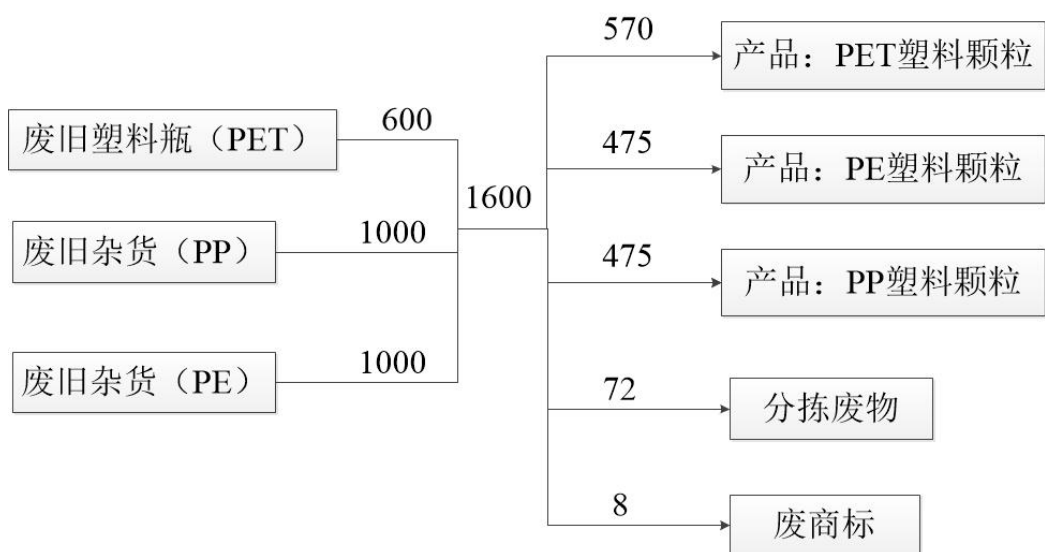 废旧塑料瓶（PET）
废旧杂货（PP）
废旧杂货（PE）
600
1000
1000
1600
570
475
475
72
8
产品：PET塑料颗粒
产品：PE塑料颗粒
产品：PP塑料颗粒
分拣废物
废商标